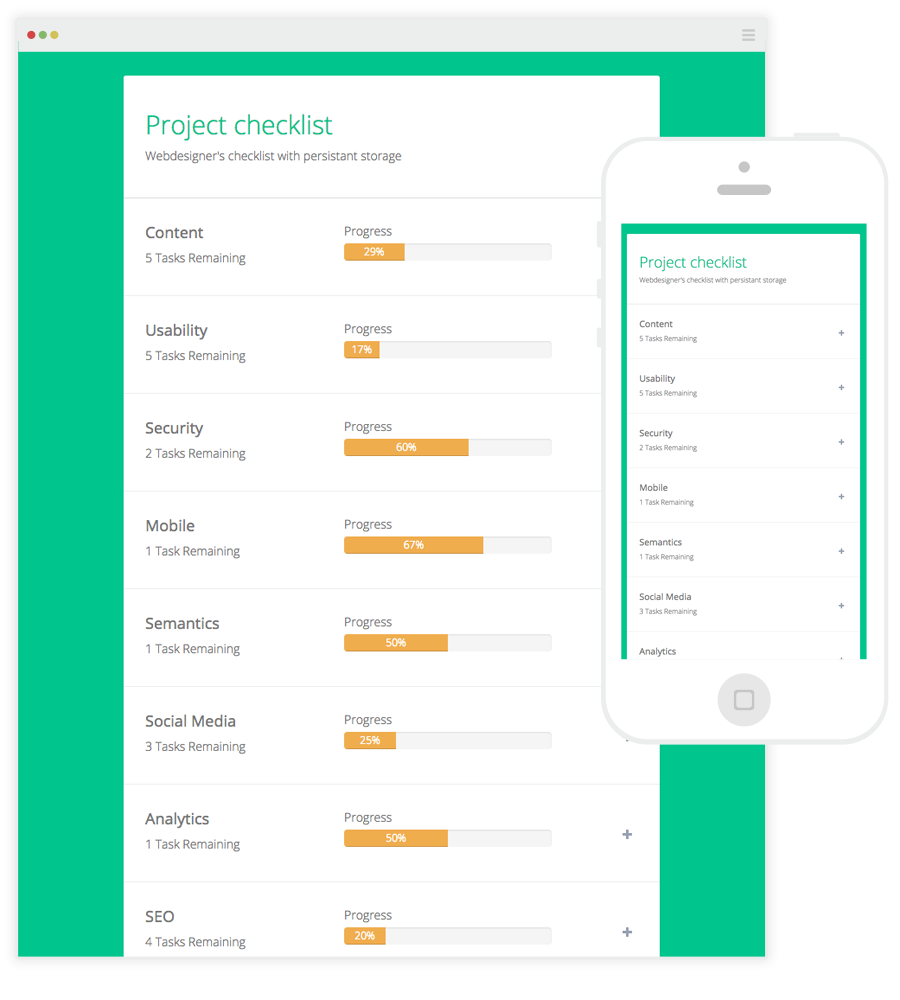 Project checklist
Webdesigner's checklist with persistant storage
Content
5 Tasks Remaining
Progress
29%
Usability
5 Tasks Remaining
Progress
17%
Security
2 Tasks Remaining
Progress
60%
Mobile
1 Task Remaining
Progress
67%
Semantics
1 Task Remaining
Progress
50%
Social Media
3 Tasks Remaining
Progress
25%
Analytics
1 Task Remaining
Progress
50%
+
SEO
4 Tasks Remaining
Progress
20%
+
Project checklist
Webdesigner's checklist with persistant storage
Content
5 Tasks Remaining
+
Usability
5 Tasks Remaining
+
Security
2 Tasks Remaining
+
Mobile
1 Task Remaining
+
Semantics
1 Task Remaining
+
Social Media
3 Tasks Remaining
+
Analytics